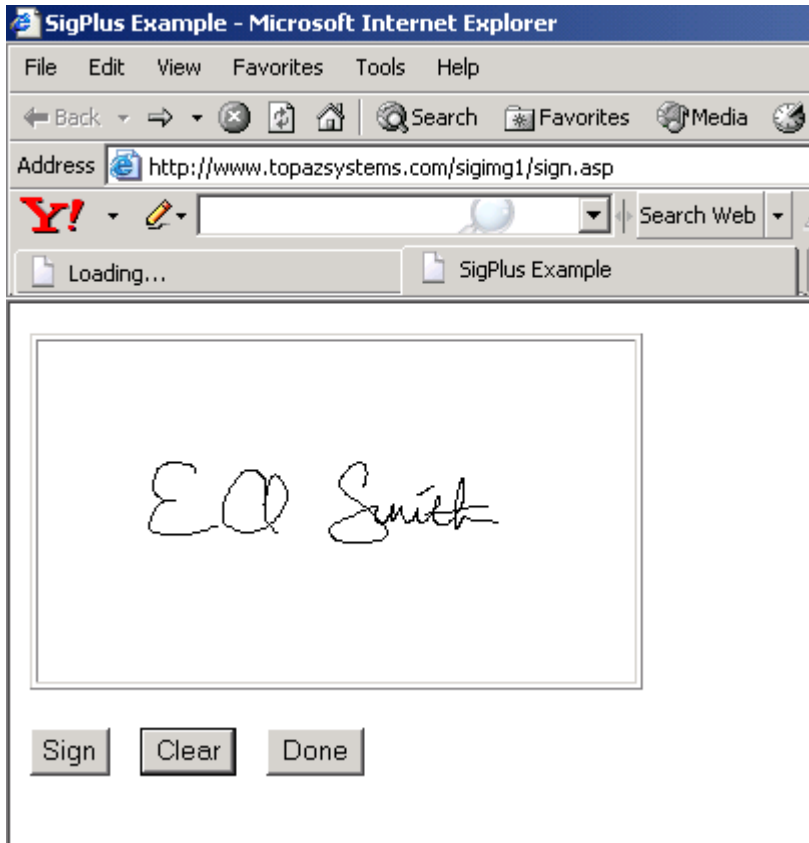 SigPlus Example - Microsoft Internet Explorer
File Edit View Favorites Tools Help
Back Search Favorites Media
Address http://www.topazsystems.com/sigimg1/sign.asp
Y! Search Web
Loading... SigPlus Example
Ed Smith
Sign Clear Done